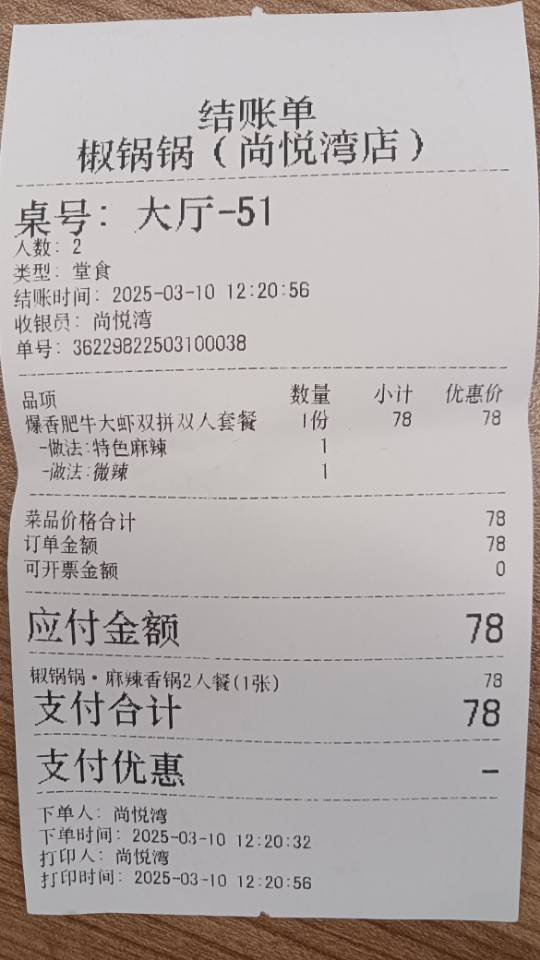 结账单
椒锅锅（尚悦湾店）
桌号: 大厅-51
人数: 2
类型: 堂食
结账时间: 2025-03-10 12:20:56
收银员: 尚悦湾
单号: 36229822503100038
品项 数量 小计 优惠价
爆香肥牛大虾双拼双人套餐 1份 78 78
-做法:特色麻辣 1
-做法:微辣 1
菜品价格合计 78
订单金额 78
可开票金额 0
应付金额 78
椒锅锅·麻辣香锅2人餐(1张) 78
支付合计 78
支付优惠 -
下单人: 尚悦湾
下单时间: 2025-03-10 12:20:32
打印人: 尚悦湾
打印时间: 2025-03-10 12:20:56